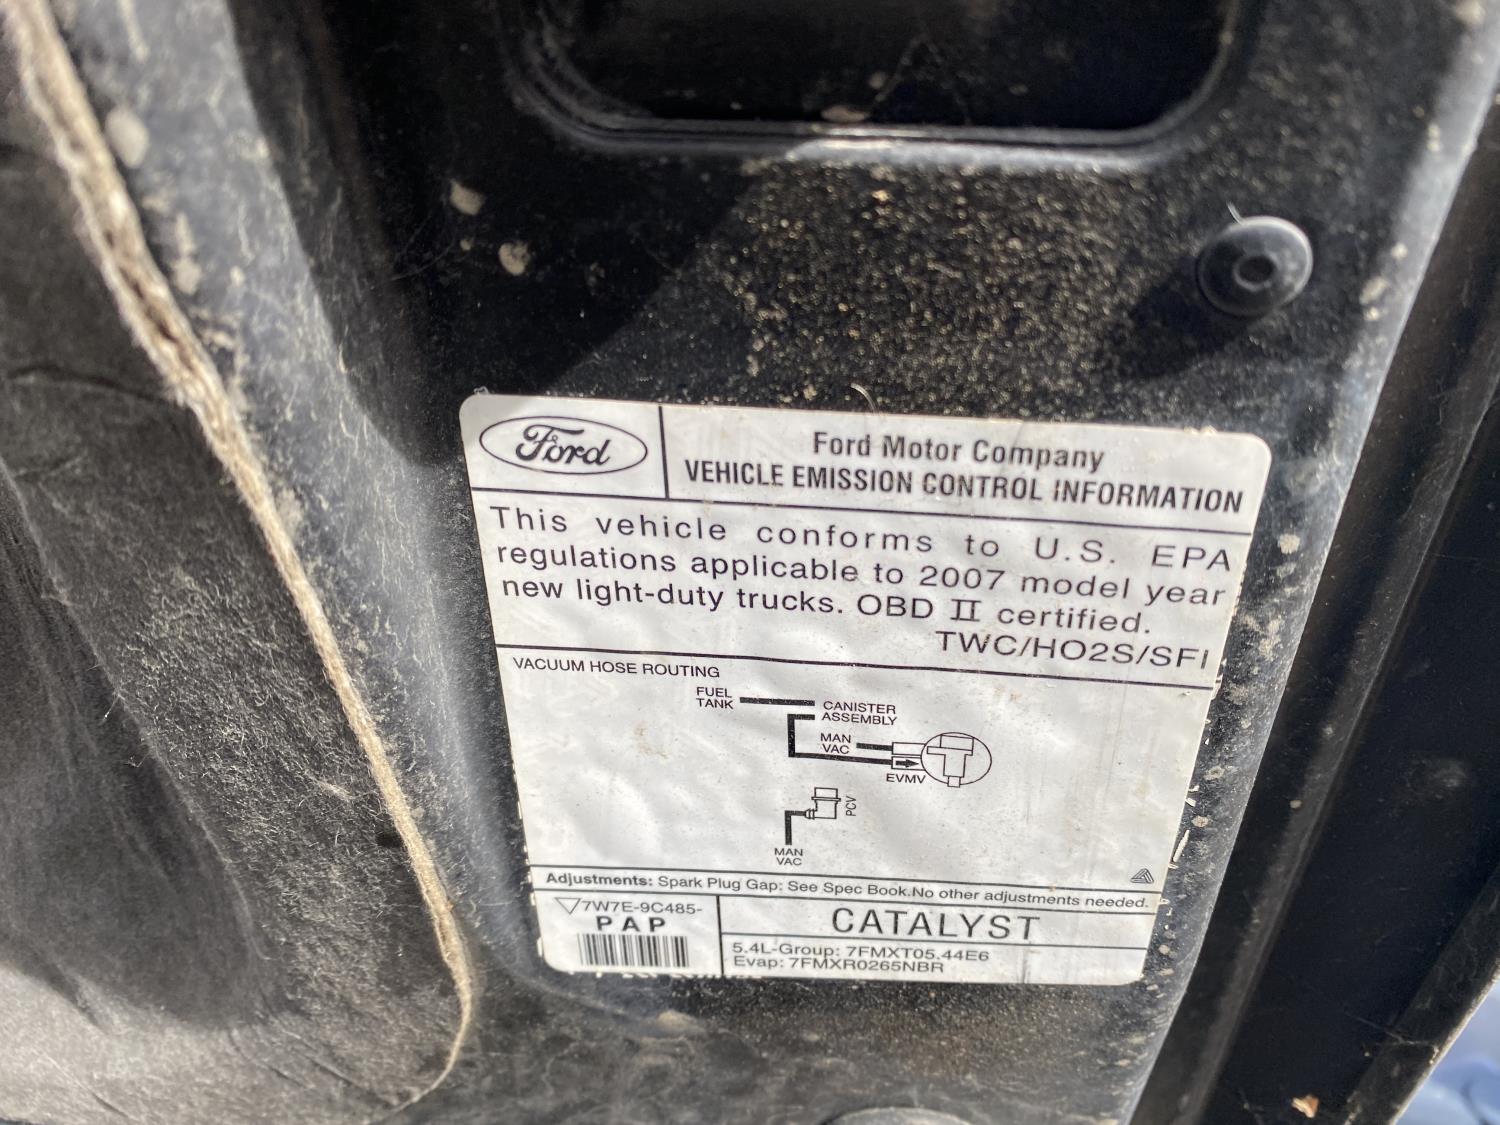 Ford
Ford Motor Company
VEHICLE EMISSION CONTROL INFORMATION
This vehicle conforms to U.S. EPA
regulations applicable to 2007 model year
new light-duty trucks. OBD II certified.
TWC/HO2S/SFI
VACUUM HOSE ROUTING
FUEL
TANK
CANISTER
ASSEMBLY
MAN
VAC
EVMV
PCV
MAN
VAC
Adjustments: Spark Plug Gap: See Spec Book.No other adjustments needed.
7W7E-9C485-
PAP
CATALYST
5.4L-Group: 7FMXT05.44E6
Evap: 7FMXR0265NBR